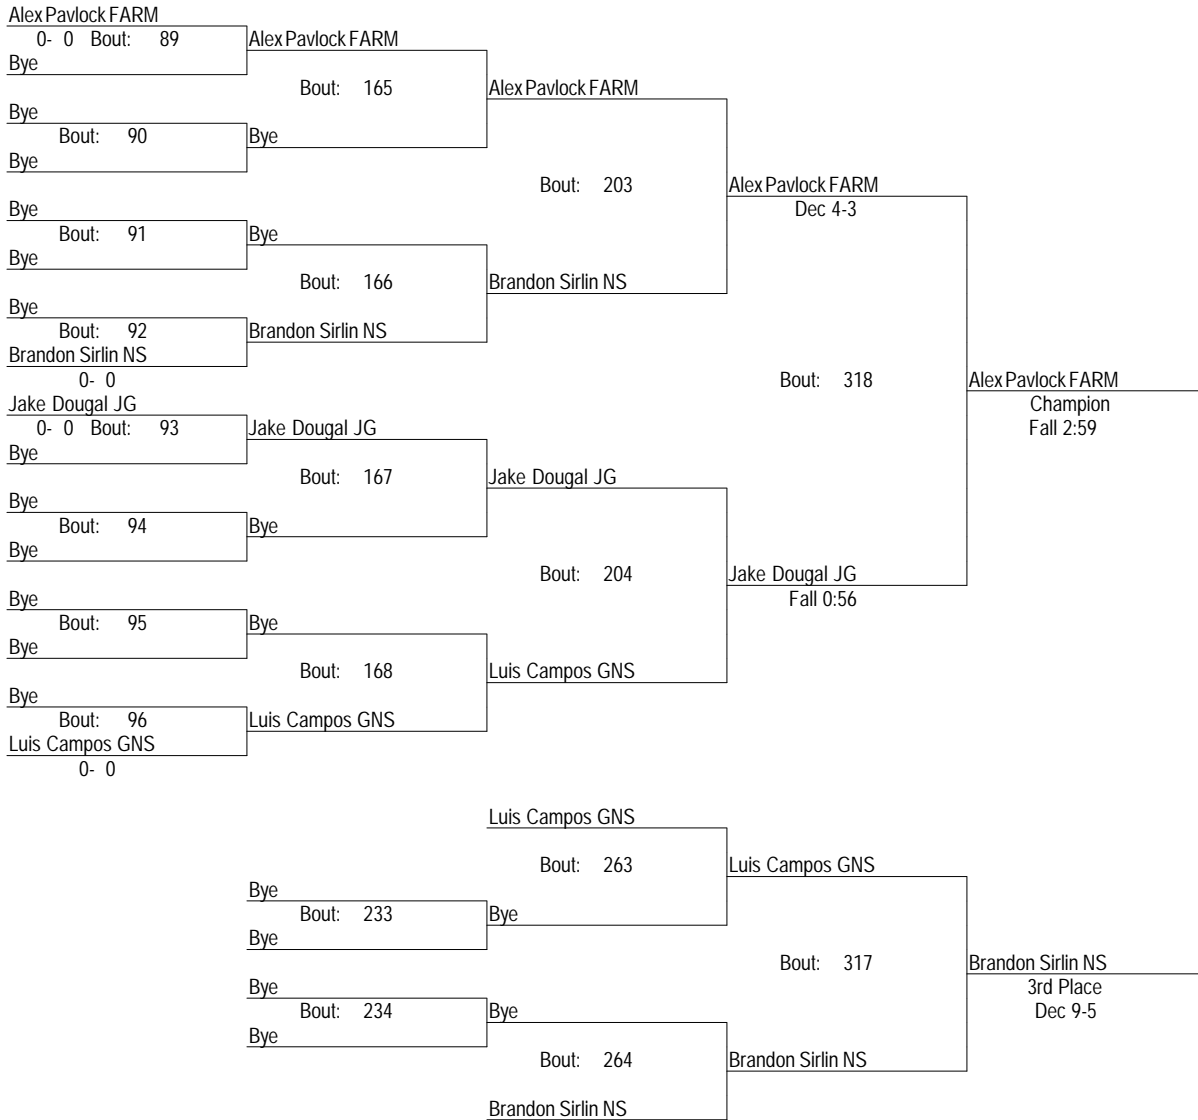 Alex Pavlock FARM
0- 0 Bout: 89
Alex Pavlock FARM
Bye
Bout: 165
Alex Pavlock FARM
Bye
Bout: 90
Bye
Bye
Bout: 203
Alex Pavlock FARM
Dec 4-3
Bye
Bout: 91
Bye
Bye
Bout: 166
Brandon Sirlin NS
Bye
Bout: 92
Brandon Sirlin NS
Brandon Sirlin NS
0- 0
Bout: 318
Alex Pavlock FARM
Champion
Fall 2:59
Jake Dougal JG
0- 0 Bout: 93
Jake Dougal JG
Bye
Bout: 167
Jake Dougal JG
Bye
Bout: 94
Bye
Bye
Bout: 204
Jake Dougal JG
Fall 0:56
Bye
Bout: 95
Bye
Bye
Bout: 168
Luis Campos GNS
Bye
Bout: 96
Luis Campos GNS
Luis Campos GNS
0- 0
Luis Campos GNS
Bout: 263
Luis Campos GNS
Bye
Bout: 233
Bye
Bye
Bout: 317
Brandon Sirlin NS
3rd Place
Dec 9-5
Bye
Bout: 234
Bye
Bye
Bout: 264
Brandon Sirlin NS
Brandon Sirlin NS